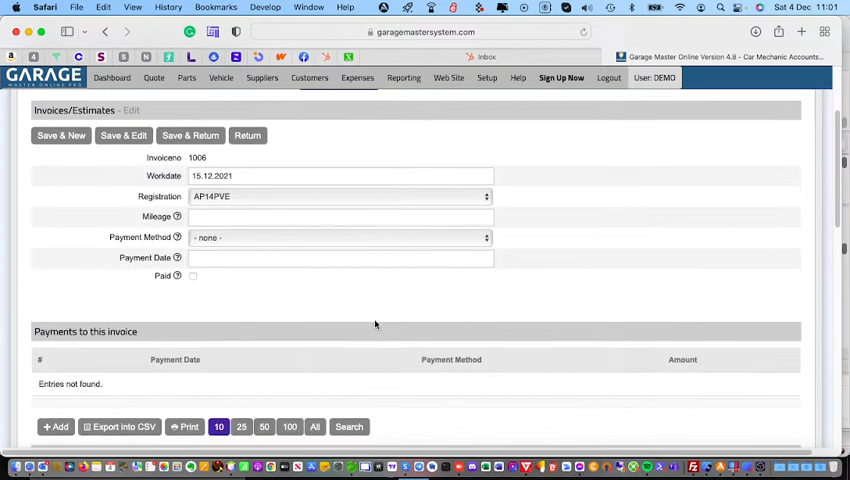 Safari File Edit View History Bookmarks Develop Window Help Sat 4 Dec 11:01
garagemastersystem.com
Inbox Garage Master Online Version 4.8 – Car Mechanic Accounts...
GARAGE
MASTER ONLINE PRO
Dashboard Quote Parts Vehicle Suppliers Customers Expenses Reporting Web Site Setup Help Sign Up Now Logout User: DEMO
Invoices/Estimates - Edit
Save & New Save & Edit Save & Return Return
Invoiceno 1006
Workdate 15.12.2021
Registration AP14PVE
Mileage
Payment Method - none -
Payment Date
Paid
Payments to this invoice
# Payment Date Payment Method Amount
Entries not found.
+ Add Export into CSV Print 10 25 50 100 All Search